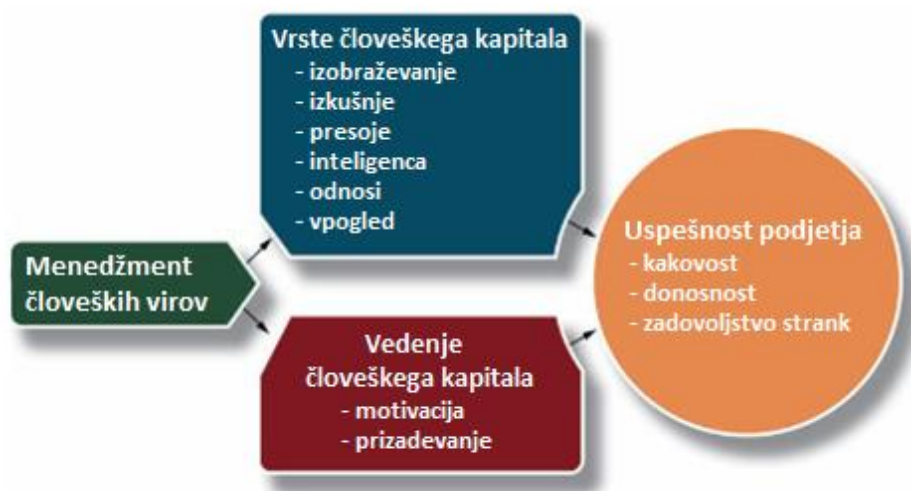 Menedžment
človeških virov
Vrste človeškega kapitala
- izobraževanje
- izkušnje
- presoje
- inteligenca
- odnosi
- vpogled
Vedenje
človeškega kapitala
- motivacija
- prizadevanje
Uspešnost podjetja
- kakovost
- donosnost
- zadovoljstvo strank